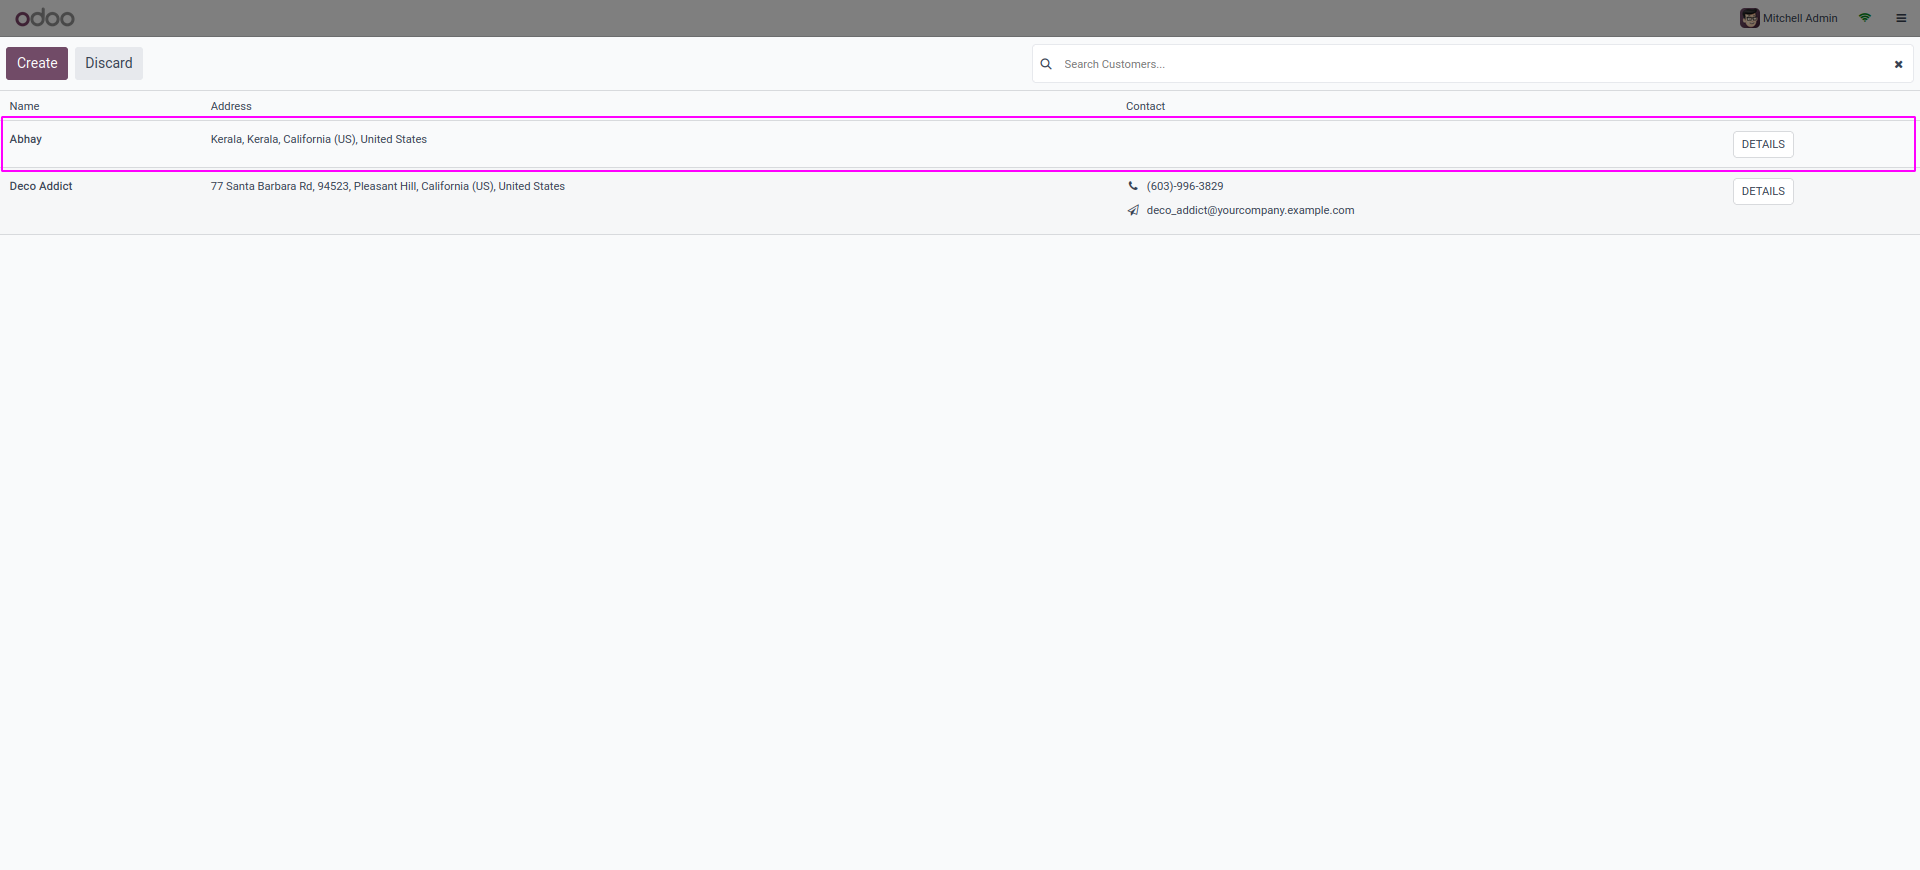 odoo Mitchell Admin
Create Discard Search Customers...
Name Address Contact
Abhay Kerala, Kerala, California (US), United States DETAILS
Deco Addict 77 Santa Barbara Rd, 94523, Pleasant Hill, California (US), United States (603)-996-3829 DETAILS
deco_addict@yourcompany.example.com